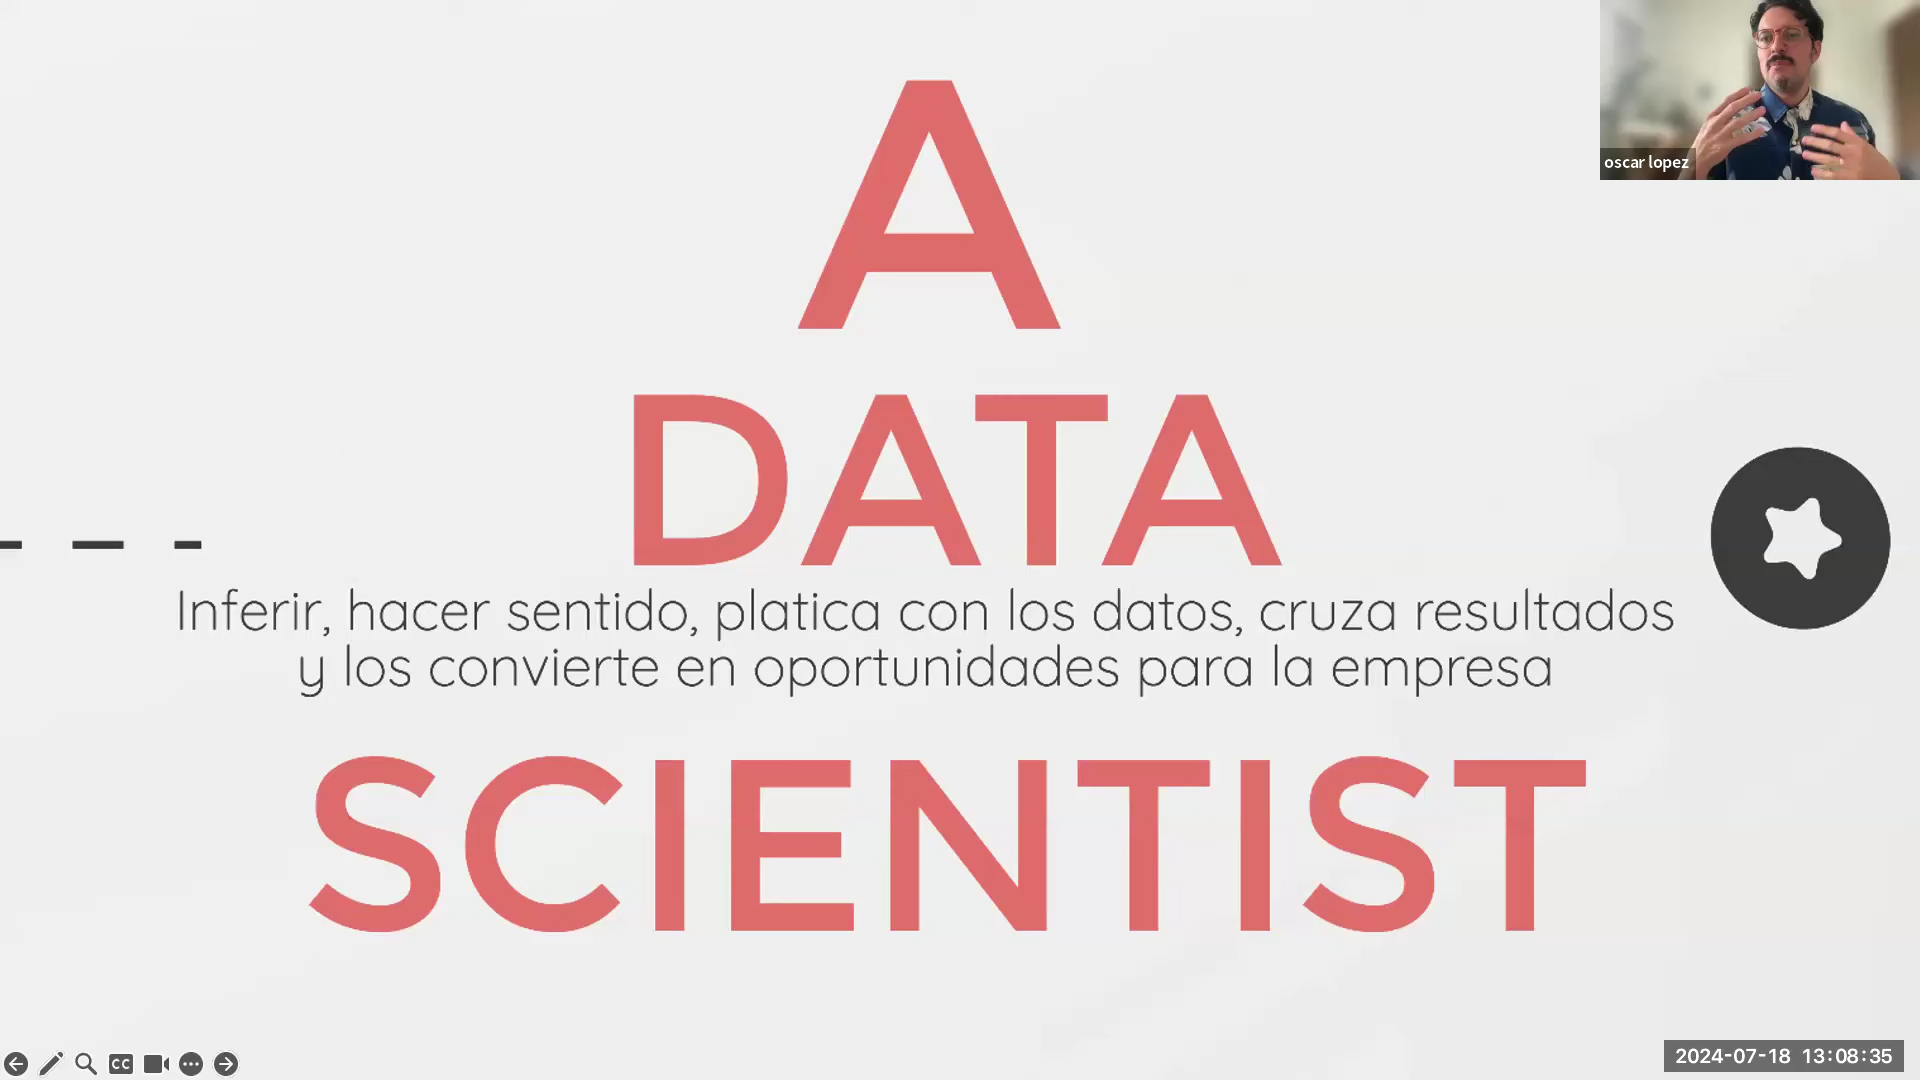 oscar lopez
A
DATA
Inferir, hacer sentido, platica con los datos, cruza resultados
y los convierte en oportunidades para la empresa
SCIENTIST
CC
2024-07-18 13:08:35